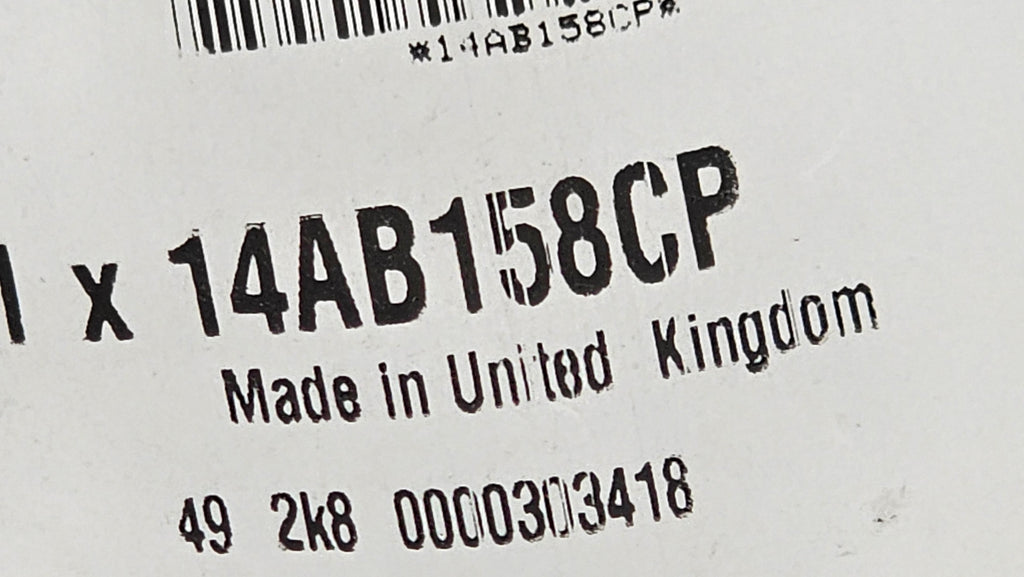 *14AB158CP*
1 x 14AB158CP
Made in United Kingdom
49 2k8 0000303418